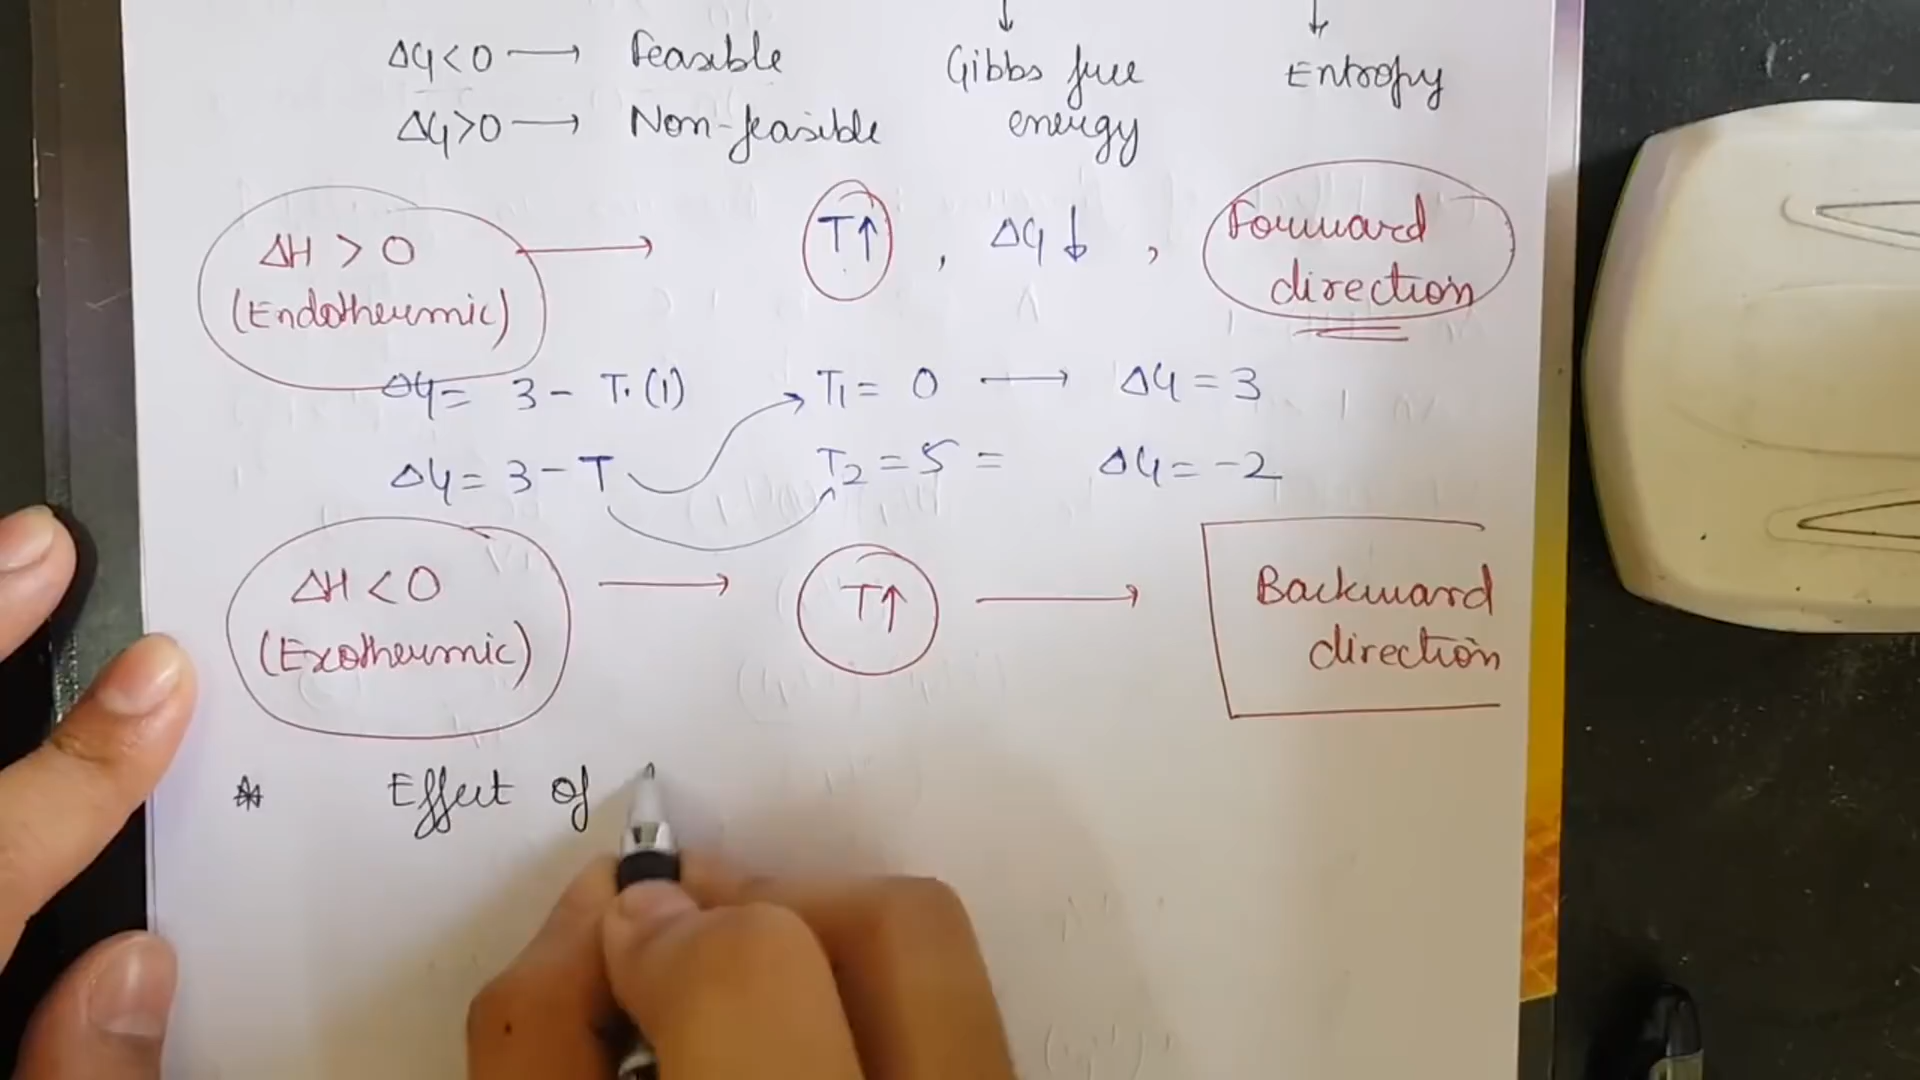 ΔG<0 → Feasible
ΔG>0 → Non-feasible
↓
Gibbs free
energy
↓
Entropy
ΔH > 0
(Endothermic)
→ T↑ , ΔG↓ ,
Forward
direction
ΔG = 3 - T.(1)
T1 = 0 → ΔG = 3
ΔG = 3 - T
T2 = 5 = ΔG = -2
ΔH < 0
(Exothermic)
→ T↑ →
Backward
direction
* Effect of